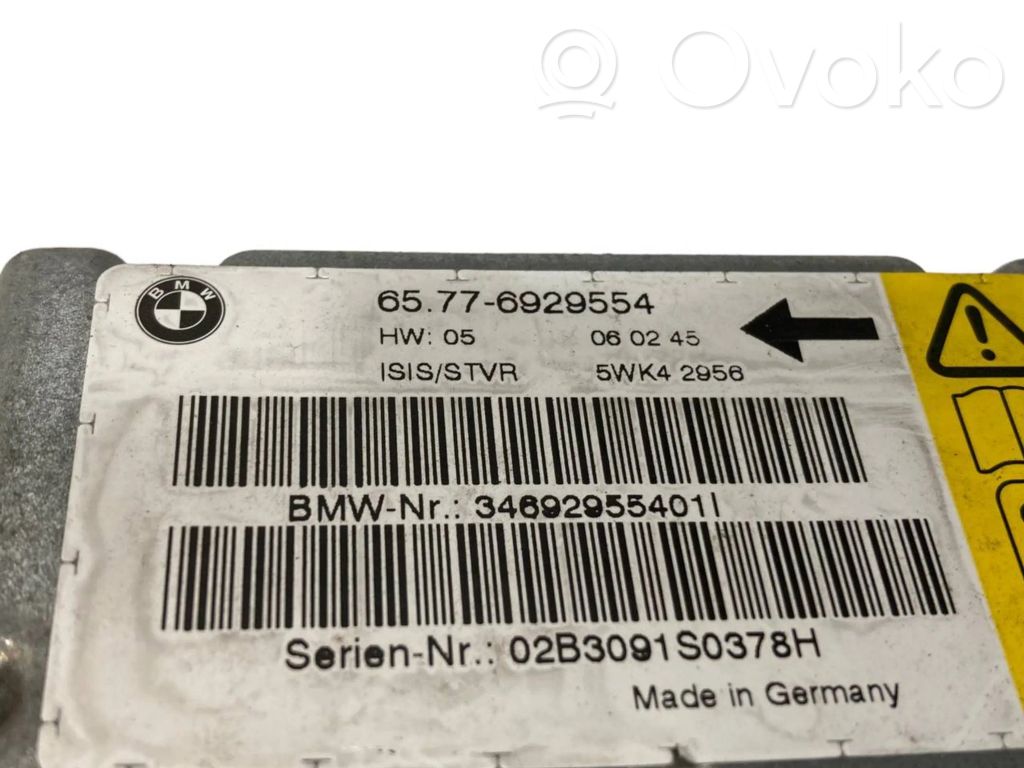 Ovoko
BMW
65.77-6929554
HW: 05 06 02 45
ISIS/STVR 5WK4 2956
BMW-Nr.: 34692955401I
Serien-Nr.: 02B3091S0378H
Made in Germany